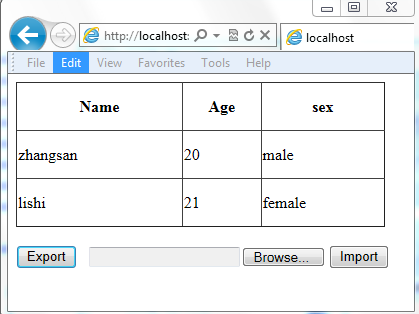 http://localhost:
localhost
File Edit View Favorites Tools Help
Name Age sex
zhangsan 20 male
lishi 21 female
Export Browse... Import